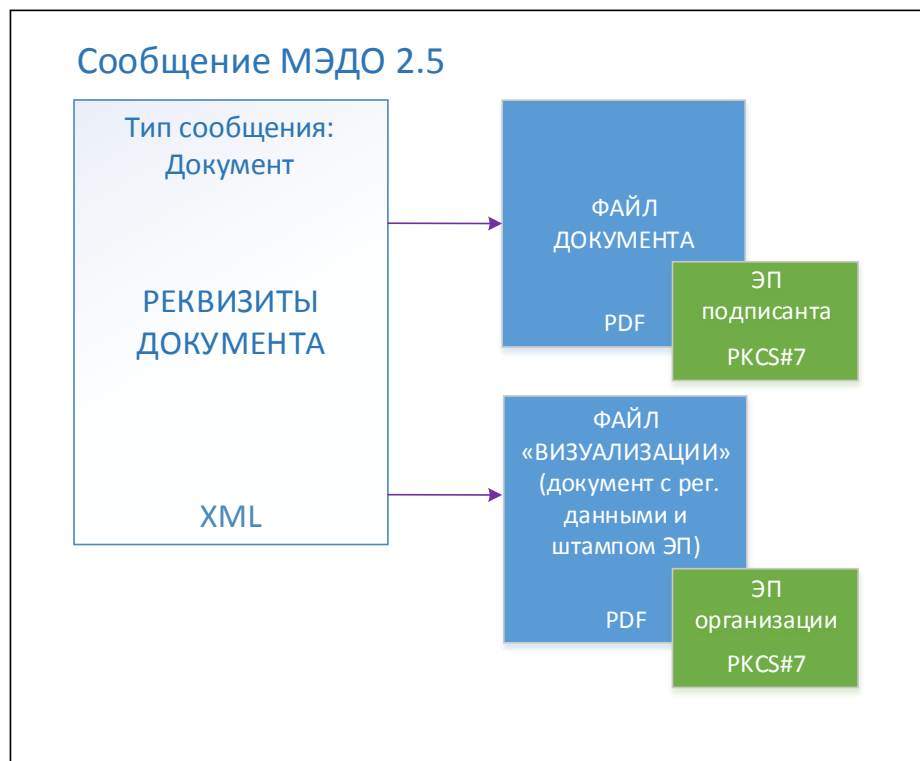 Сообщение МЭДО 2.5
Тип сообщения:
Документ
РЕКВИЗИТЫ
ДОКУМЕНТА
XML
ФАЙЛ
ДОКУМЕНТА
PDF
ЭП
подписанта
PKCS#7
ФАЙЛ
«ВИЗУАЛИЗАЦИИ»
(документ с рег.
данными и
штампом ЭП)
PDF
ЭП
организации
PKCS#7